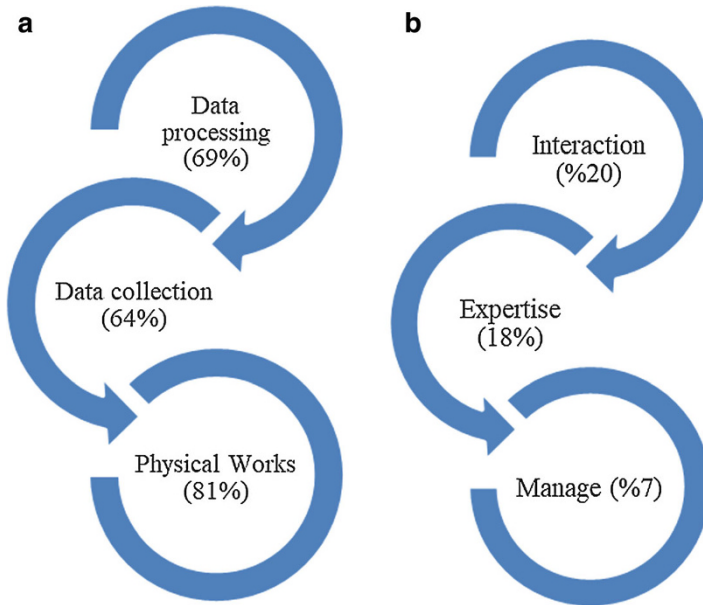 a
Data
processing
(69%)
Data collection
(64%)
Physical Works
(81%)
b
Interaction
(%20)
Expertise
(18%)
Manage (%7)